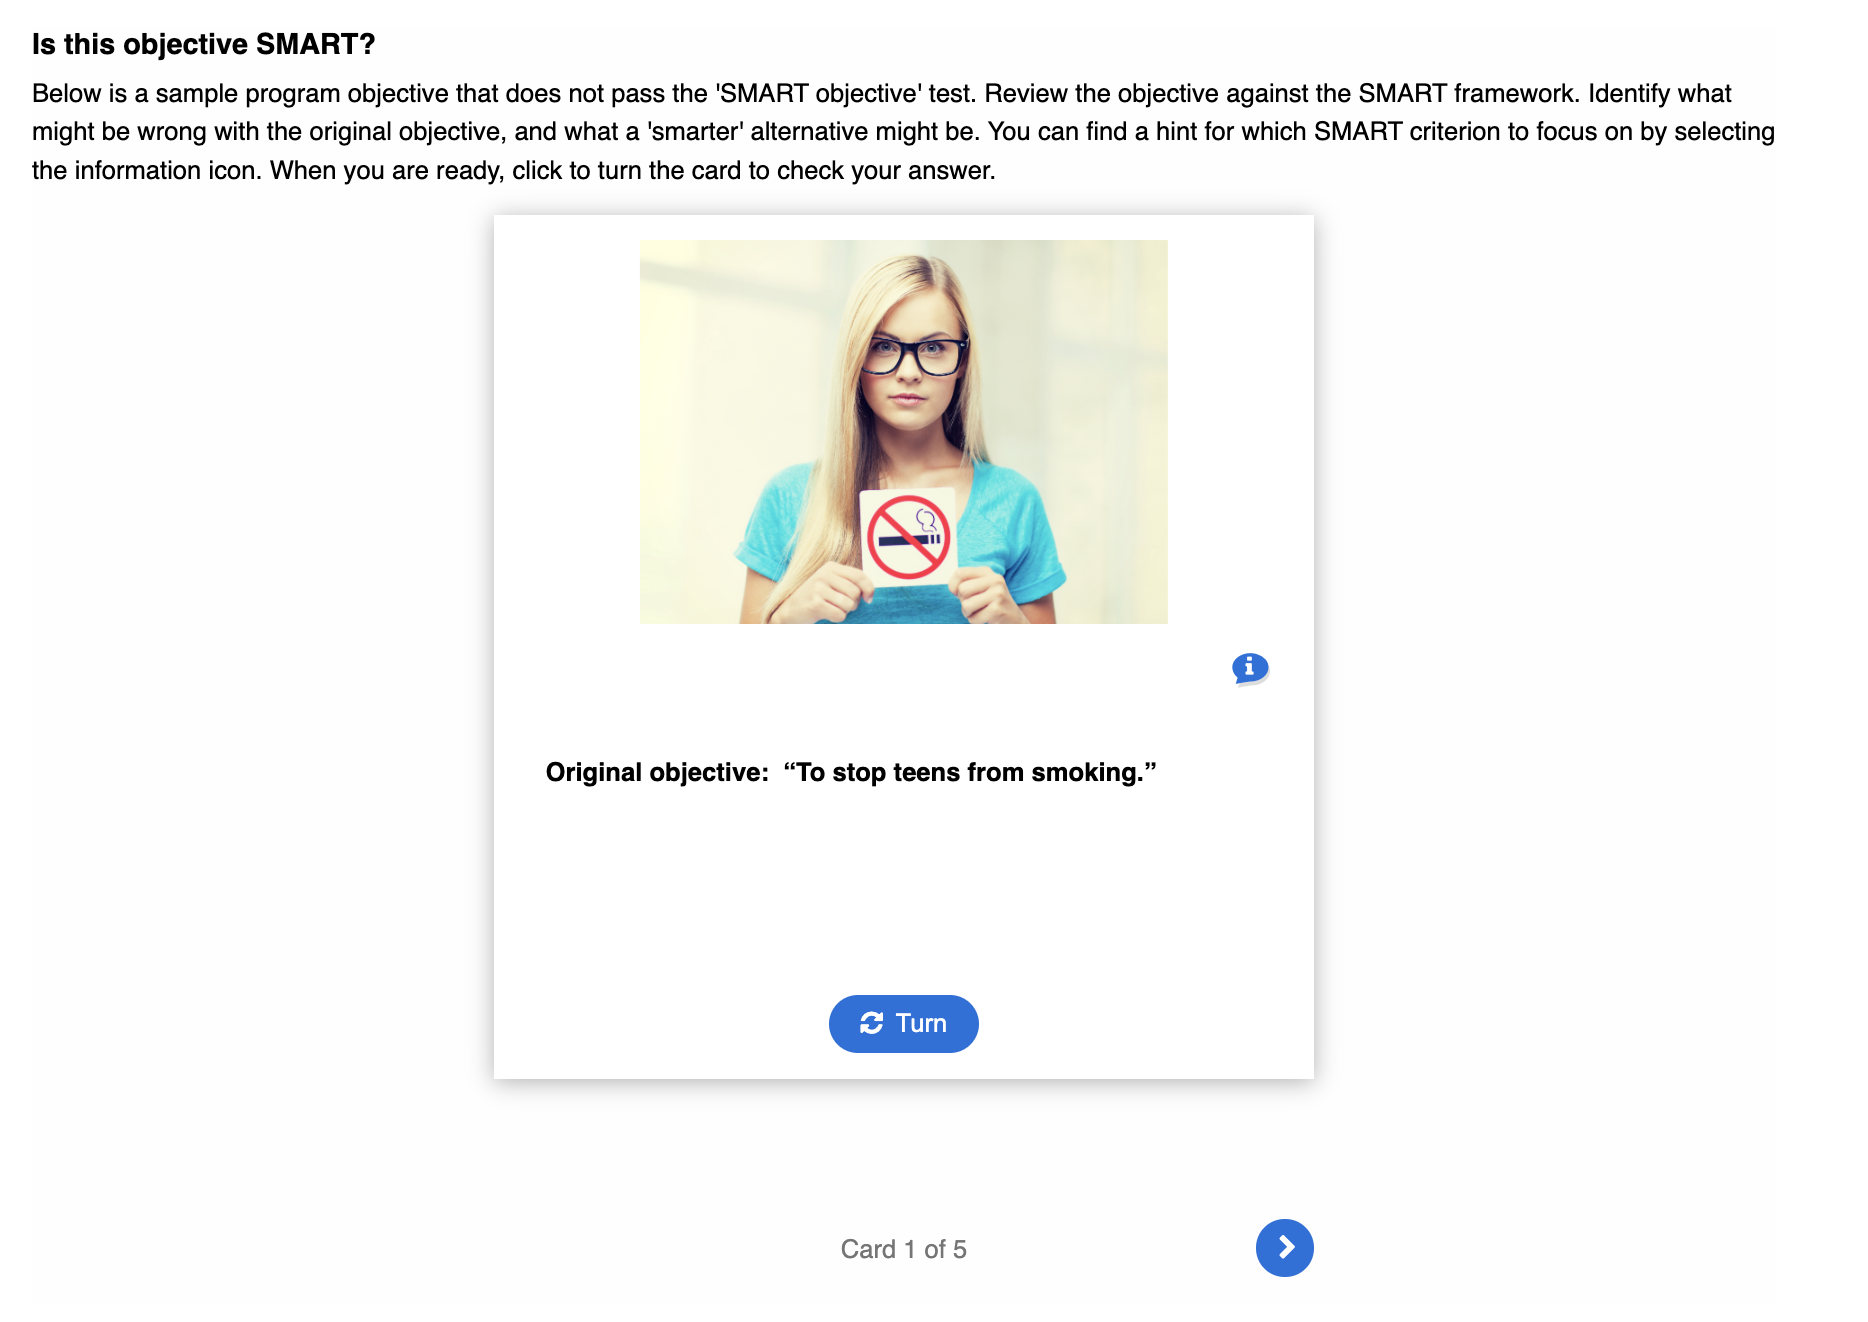 Is this objective SMART?
Below is a sample program objective that does not pass the 'SMART objective' test. Review the objective against the SMART framework. Identify what
might be wrong with the original objective, and what a 'smarter' alternative might be. You can find a hint for which SMART criterion to focus on by selecting
the information icon. When you are ready, click to turn the card to check your answer.
Original objective:  “To stop teens from smoking.”
Turn
Card 1 of 5